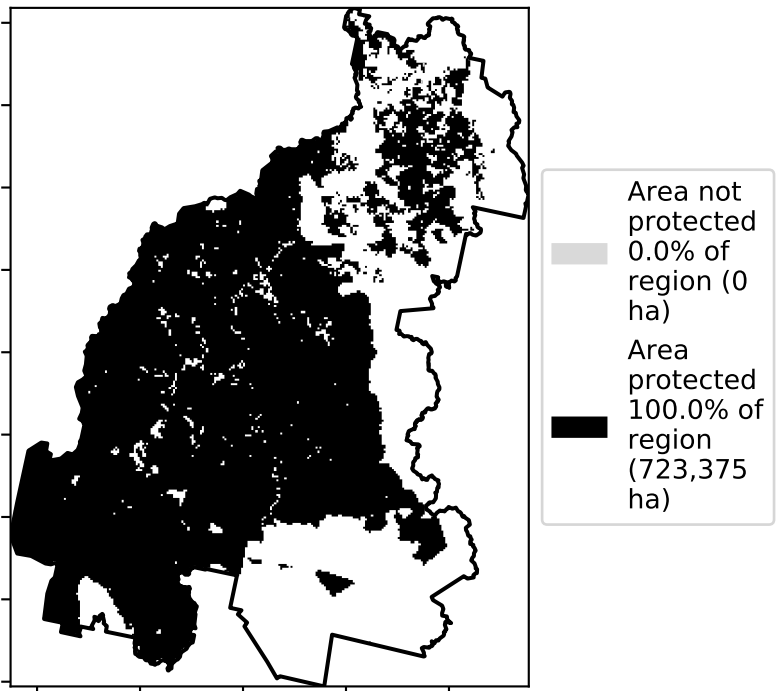 Area not
protected
0.0% of
region (0
ha)
Area
protected
100.0% of
region
(723,375
ha)